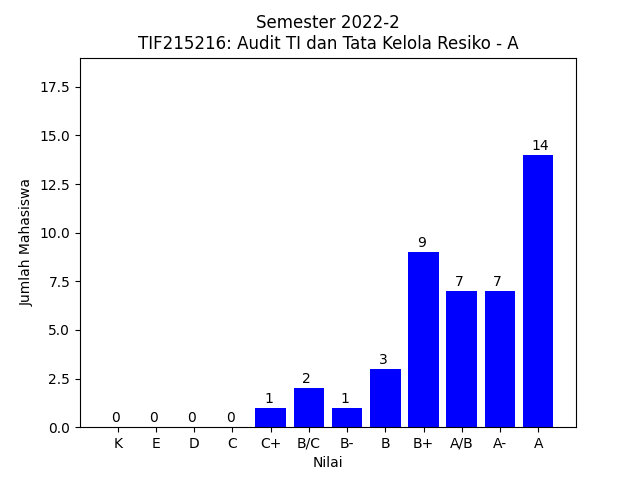 Semester 2022-2
TIF215216: Audit TI dan Tata Kelola Resiko - A
Jumlah Mahasiswa
17.5
15.0
12.5
10.0
7.5
5.0
2.5
0.0
0 0 0 0 1 2 1 3 9 7 7 14
K E D C C+ B/C B- B B+ A/B A- A
Nilai